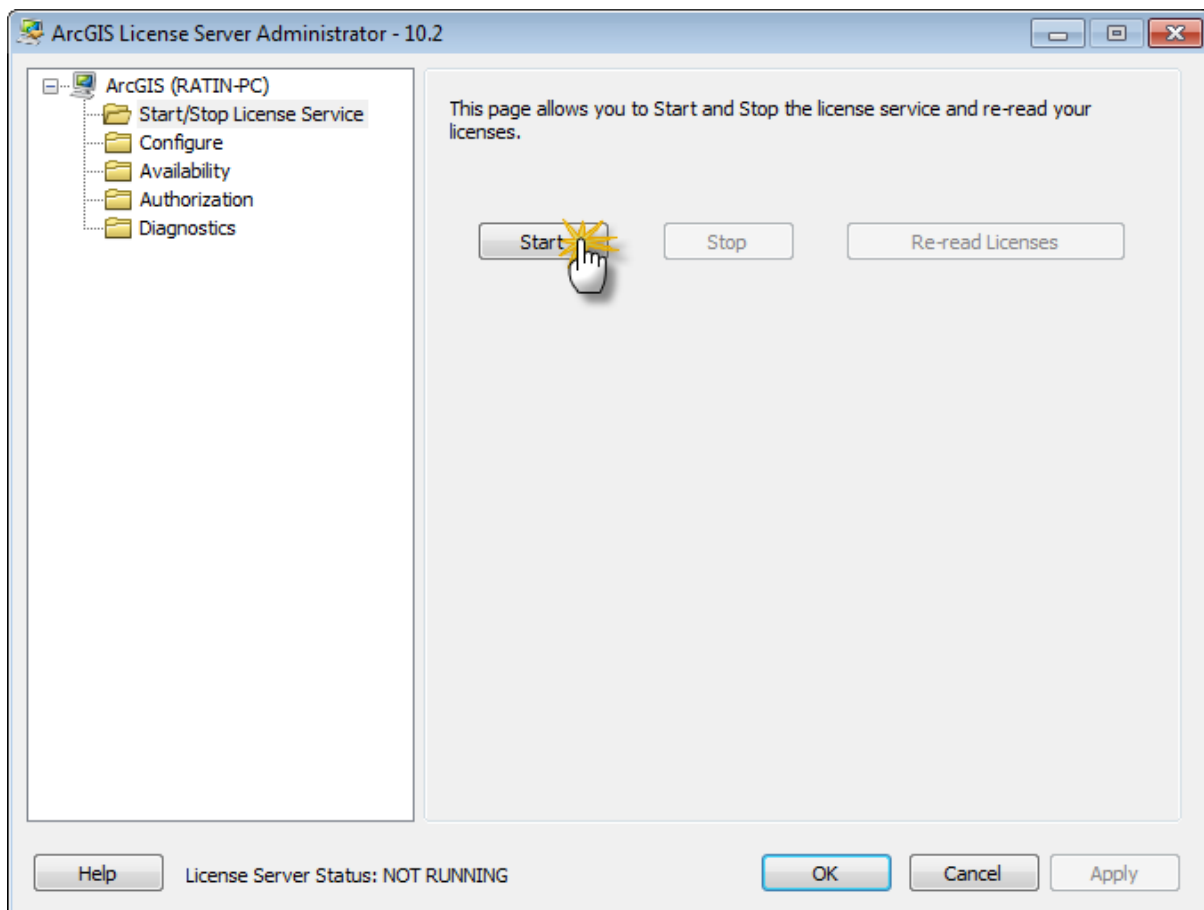 ArcGIS License Server Administrator - 10.2
ArcGIS (RATIN-PC)
Start/Stop License Service
Configure
Availability
Authorization
Diagnostics
This page allows you to Start and Stop the license service and re-read your
licenses.
Start
Stop
Re-read Licenses
Help
License Server Status: NOT RUNNING
OK
Cancel
Apply